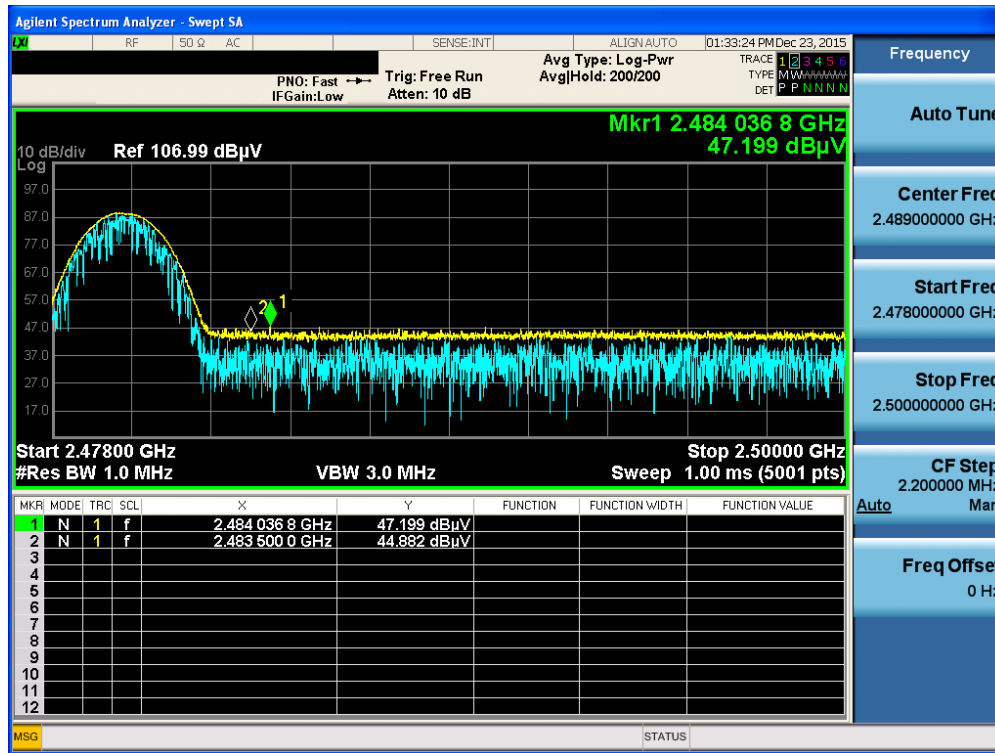 Agilent Spectrum Analyzer - Swept SA
LXI RF 50 Ω AC SENSE:INT ALIGN AUTO 01:33:24 PM Dec 23, 2015
PNO: Fast
IFGain:Low
Trig: Free Run
Atten: 10 dB
Avg Type: Log-Pwr
Avg|Hold: 200/200
TRACE 1 2 3 4 5 6
TYPE M W
DET P P N N N N
Mkr1 2.484 036 8 GHz
47.199 dBµV
10 dB/div Ref 106.99 dBµV
Log
97.0
87.0
77.0
67.0
57.0
47.0
37.0
27.0
17.0
2 1
Start 2.47800 GHz Stop 2.50000 GHz
#Res BW 1.0 MHz VBW 3.0 MHz Sweep 1.00 ms (5001 pts)
MKR MODE TRC SCL X Y FUNCTION FUNCTION WIDTH FUNCTION VALUE
1 N 1 f 2.484 036 8 GHz 47.199 dBµV
2 N 1 f 2.483 500 0 GHz 44.882 dBµV
3
4
5
6
7
8
9
10
11
12
MSG STATUS
Frequency
Auto Tune
Center Freq
2.489000000 GHz
Start Freq
2.478000000 GHz
Stop Freq
2.500000000 GHz
CF Step
2.200000 MHz
Auto Man
Freq Offset
0 Hz